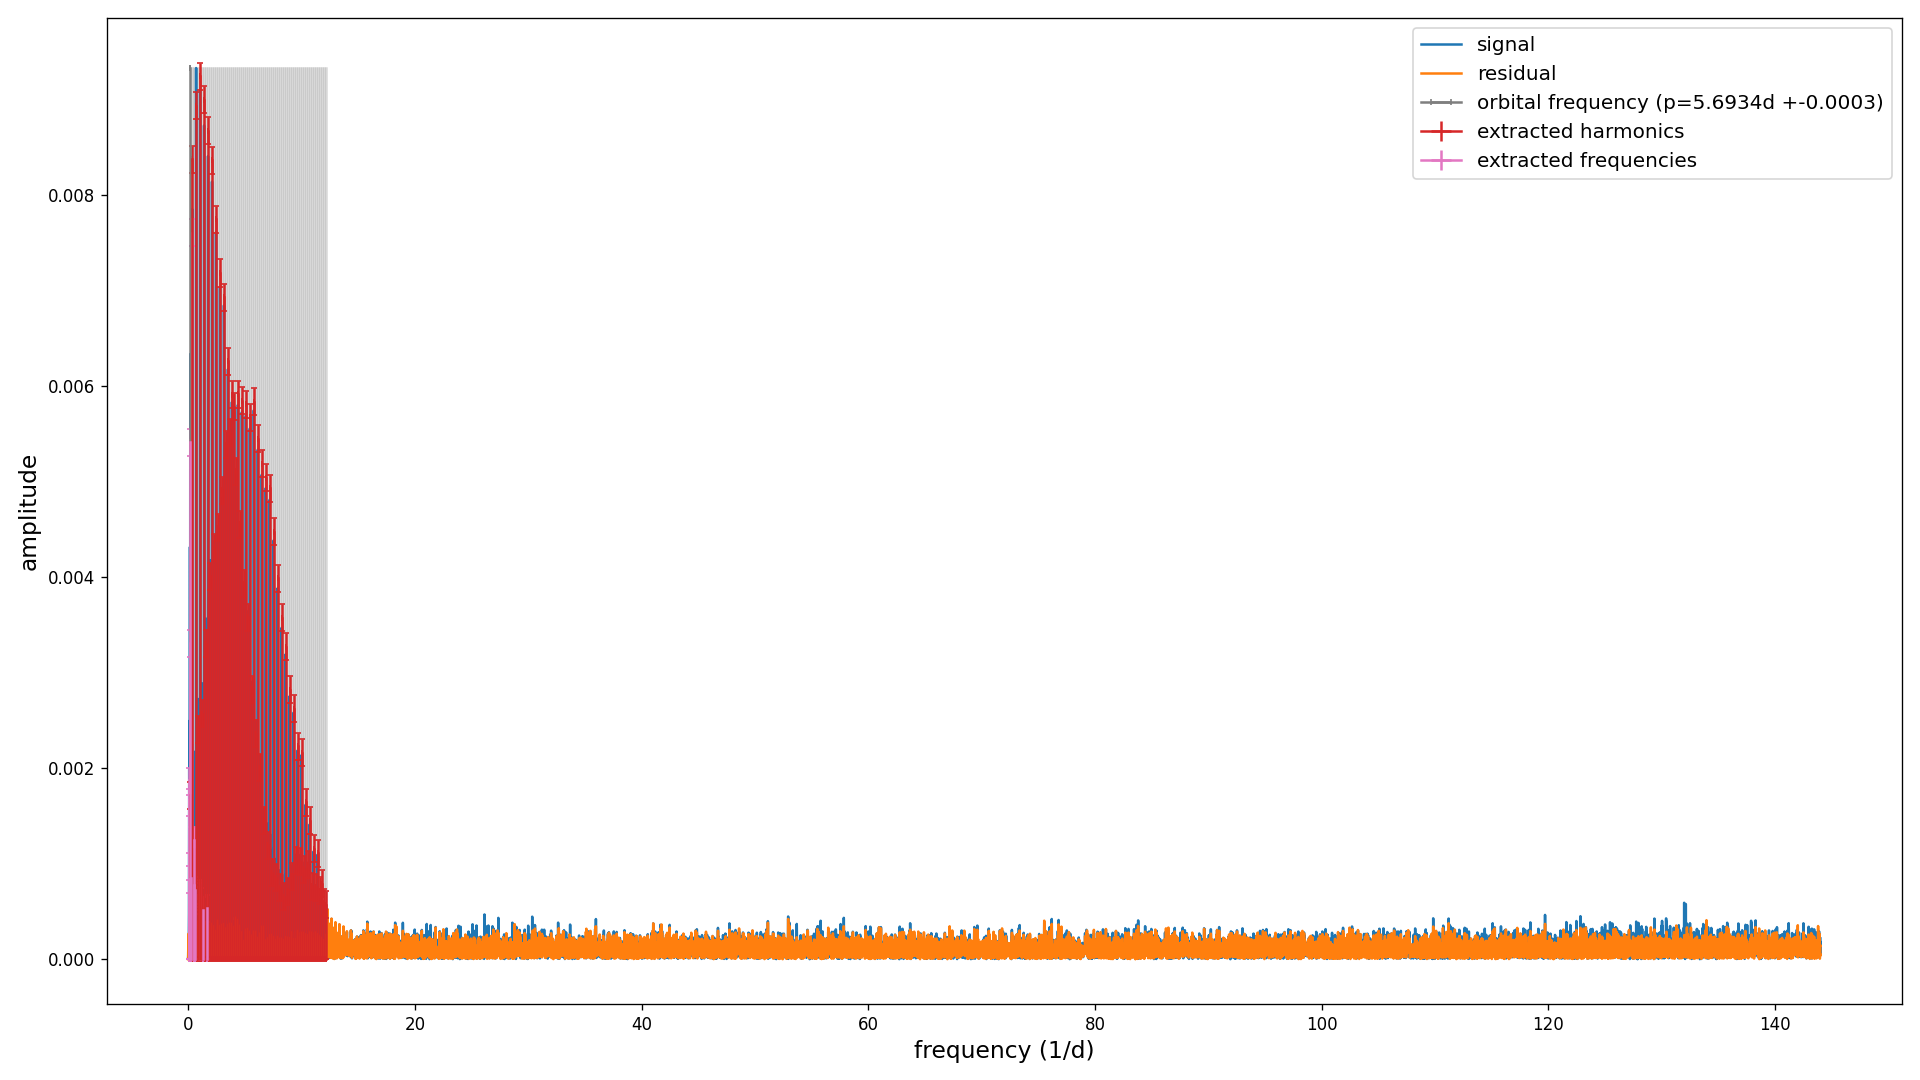 signal
residual
orbital frequency (p=5.6934d +-0.0003)
extracted harmonics
extracted frequencies
amplitude
0.008
0.006
0.004
0.002
0.000
0 20 40 60 80 100 120 140
frequency (1/d)